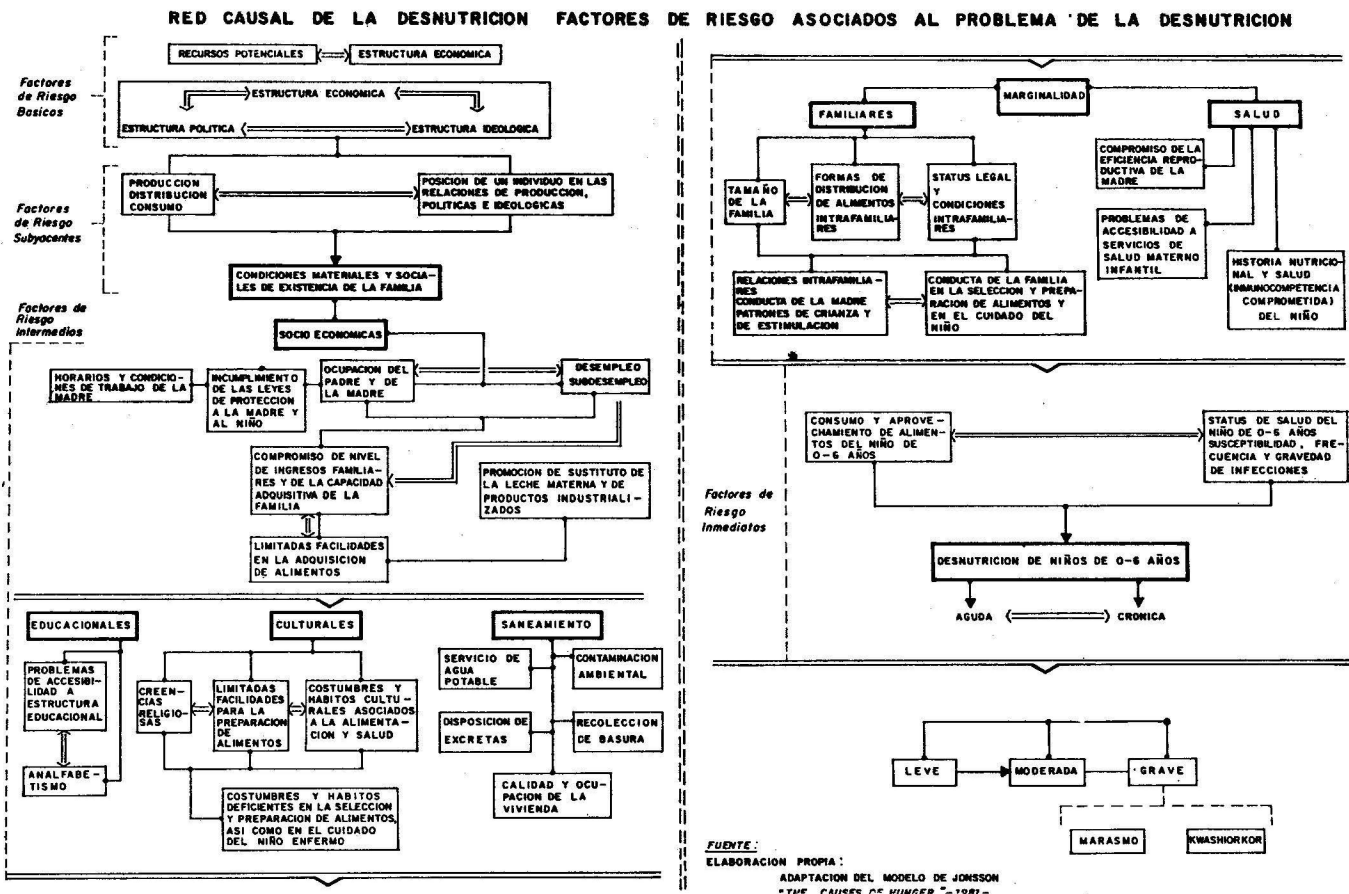 RED CAUSAL DE LA DESNUTRICION FACTORES DE RIESGO ASOCIADOS AL PROBLEMA DE LA DESNUTRICION
Factores
de Riesgo
Basicos
RECURSOS POTENCIALES
ESTRUCTURA ECONOMICA
ESTRUCTURA ECONOMICA
ESTRUCTURA POLITICA
ESTRUCTURA IDEOLOGICA
Factores
de Riesgo
Subyacentes
PRODUCCION
DISTRIBUTION
CONSUMO
POSICION DE UN INDIVIDUO EN LAS
RELACIONES DE PRODUCCION,
POLITICAS E IDEOLOGICAS
CONDICIONES MATERIALES Y SOCIA-
LES DE EXISTENCIA DE LA FAMILIA
Factores de
Riesgo
Intermedios
SOCIO ECONOMICAS
HORARIOS Y CONDICIO-
NES DE TRABAJO DE LA
MADRE
INCUMPLIMIENTO
DE LAS LEYES
DE PROTECCION
A LA MADRE Y
AL NIÑO
OCUPACION DEL
PADRE Y DE
LA MADRE
DESEMPLEO
SUBDESEMPLEO
COMPROMISO DE NIVEL
DE INGRESOS FAMILIA-
RES Y DE LA CAPACIDAD
ADQUISITIVA DE LA
FAMILIA
PROMOCION DE SUSTITUTO DE
LA LECHE MATERNA Y DE
PRODUCTOS INDUSTRIALI-
ZADOS
LIMITADAS FACILIDADES
EN LA ADQUISICION
DE ALIMENTOS
EDUCACIONALES
PROBLEMAS
DE ACCESIBI-
LIDAD A
ESTRUCTURA
EDUCACIONAL
ANALFABE-
TISMO
CULTURALES
CREEN-
CIAS
RELIGIO-
SAS
LIMITADAS
FACILIDADES
PARA LA
PREPARACION
DE
ALIMENTOS
COSTUMBRES Y
HABITOS CULTU-
RALES ASOCIADOS
A LA ALIMENTA-
CION Y SALUD
COSTUMBRES Y HABITOS
DEFICIENTES EN LA SELECCION
Y PREPARACION DE ALIMENTOS,
ASI COMO EN EL CUIDADO
DEL NIÑO ENFERMO
SANEAMIENTO
SERVICIO DE
AGUA
POTABLE
CONTAMINACION
AMBIENTAL
DISPOSICION DE
EXCRETAS
RECOLECCION
DE BASURA
CALIDAD Y OCU-
PACION DE LA
VIVIENDA
MARGINALIDAD
FAMILIARES
SALUD
TAMAÑO
DE LA
FAMILIA
FORMAS DE
DISTRIBUCION
DE ALIMENTOS
INTRAFAMILIA-
RES
STATUS LEGAL
Y
CONDICIONES
INTRAFAMILIA-
RES
RELACIONES INTRAFAMILIA-
RES
CONDUCTA DE LA MADRE
PATRONES DE CRIANZA Y
DE ESTIMULACION
CONDUCTA DE LA FAMILIA
EN LA SELECCION Y PREPA-
RACION DE ALIMENTOS Y
EN EL CUIDADO DEL
NIÑO
COMPROMISO DE LA
EFICIENCIA REPRO-
DUCTIVA DE LA
MADRE
PROBLEMAS DE
ACCESIBILIDAD A
SERVICIOS DE
SALUD MATERNO
INFANTIL
HISTORIA NUTRICIO-
NAL Y SALUD
(INMUNOCOMPETENCIA
COMPROMETIDA)
DEL NIÑO
Factores de
Riesgo
Inmediatos
CONSUMO Y APROVE-
CHAMIENTO DE ALIMEN-
TOS DEL NIÑO DE
0-6 AÑOS
STATUS DE SALUD DEL
NIÑO DE 0-6 AÑOS
SUSCEPTIBILIDAD, FRE-
CUENCIA Y GRAVEDAD
DE INFECCIONES
DESNUTRICION DE NIÑOS DE 0-6 AÑOS
AGUDA
CRONICA
LEVE
MODERADA
GRAVE
MARASMO
KWASHIORKOR
FUENTE:
ELABORACION PROPIA:
ADAPTACION DEL MODELO DE JONSSON
"THE CAUSES OF HUNGER"-1981-